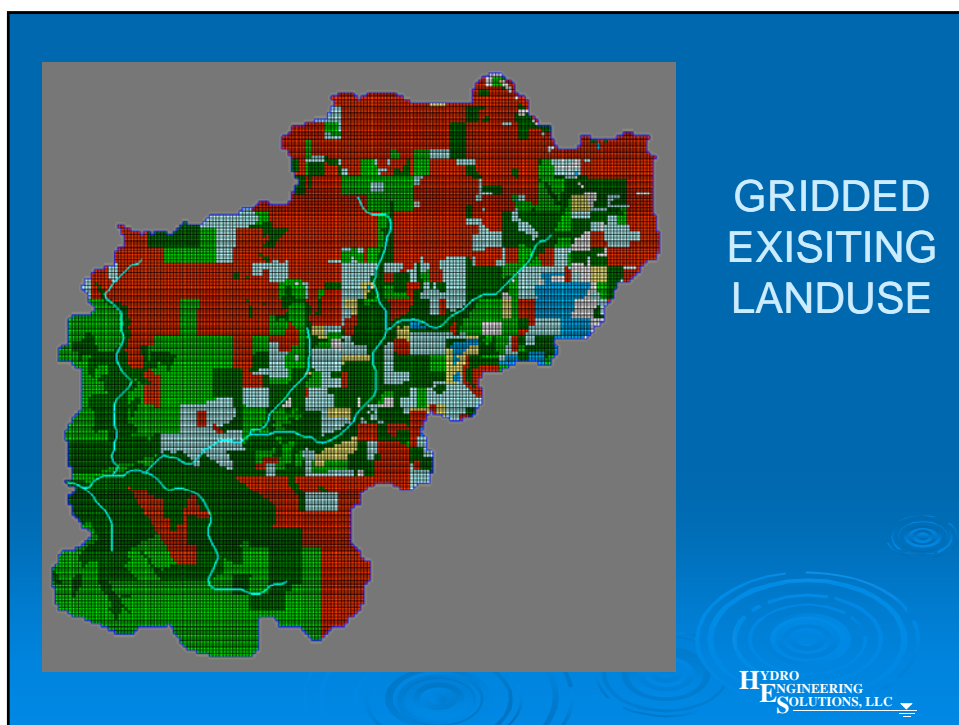 GRIDDED
EXISITING
LANDUSE
HYDRO
ENGINEERING
SOLUTIONS, LLC